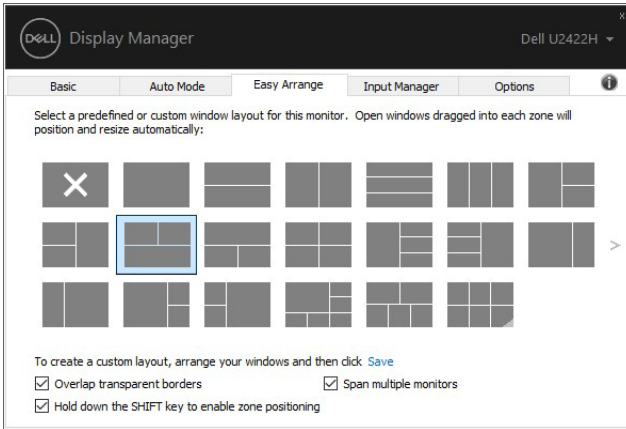 x
DELL Display Manager Dell U2422H
Basic Auto Mode Easy Arrange Input Manager Options i
Select a predefined or custom window layout for this monitor. Open windows dragged into each zone will
position and resize automatically:
>
To create a custom layout, arrange your windows and then click Save
Overlap transparent borders Span multiple monitors
Hold down the SHIFT key to enable zone positioning